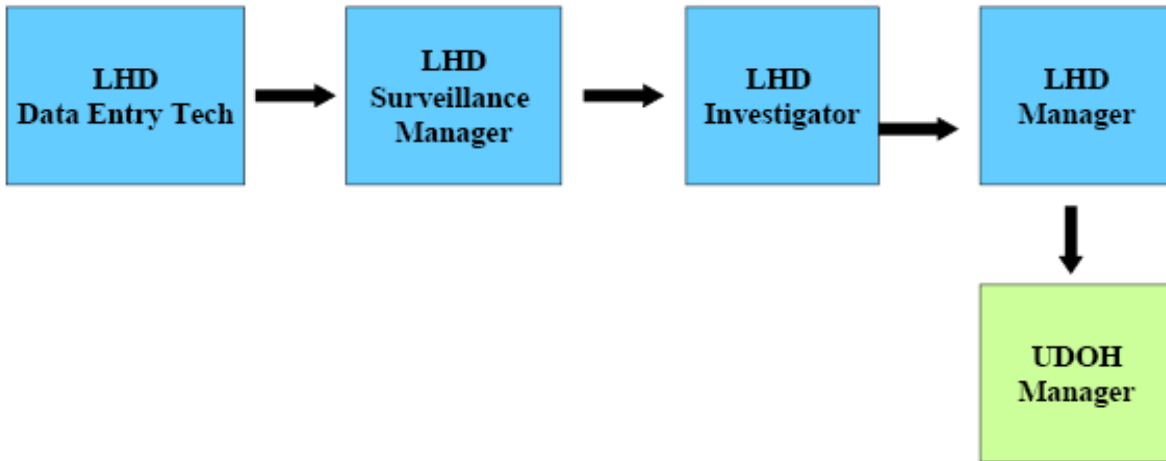 LHD
Data Entry Tech
LHD
Surveillance
Manager
LHD
Investigator
LHD
Manager
UDOH
Manager